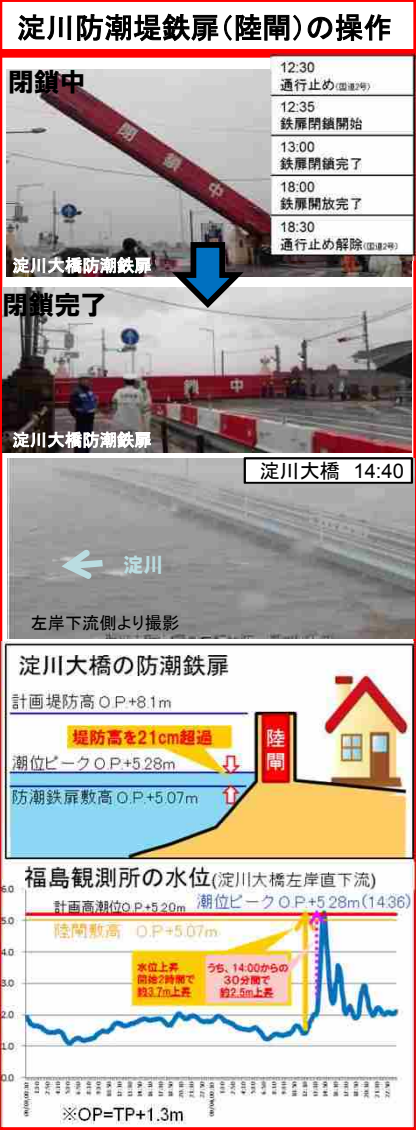 淀川防潮堤鉄扉（陸閘）の操作
閉鎖中
閉鎖中
淀川大橋防潮鉄扉
12:30
通行止め（国道2号）
12:35
鉄扉閉鎖開始
13:00
鉄扉閉鎖完了
18:00
鉄扉開放完了
18:30
通行止め解除（国道2号）
閉鎖完了
鎖中
淀川大橋防潮鉄扉
淀川大橋 14:40
淀川
左岸下流側より撮影
淀川大橋の防潮鉄扉
計画堤防高 O.P.+8.1m
堤防高を21cm超過
陸閘
潮位ピーク O.P.+5.28m
防潮鉄扉敷高 O.P.+5.07m
福島観測所の水位(淀川大橋左岸直下流)
計画高潮位O.P.+5.20m
潮位ピークO.P.+5.28m(14:36)
陸閘敷高 O.P.+5.07m
水位上昇
開始2時間で
約3.7m上昇
うち、14:00からの
30分間で
約2.5m上昇
6.0
5.0
4.0
3.0
2.0
1.0
0.0
※OP=TP+1.3m